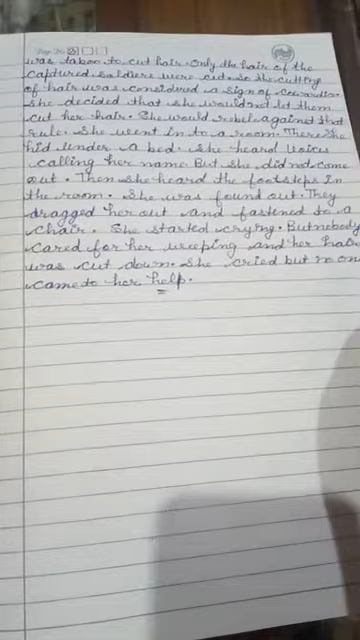 Page No.
was taboo to cut hair. Only the hair of the
captured soldiers were cut so the cutting
of hair was considered a sign of
She decided that she would not let them
cut her hair. She would rebel against that
rule. She went in to a room. There she
hid under a bed. She heard voices
calling her name. But she did not come
out. Then she heard the footsteps in
the room. She was found out. They
dragged her out and fastened to a
chair. She started crying. But nobody
cared for her weeping and her hair
was cut down. She cried but no one
came to her help.